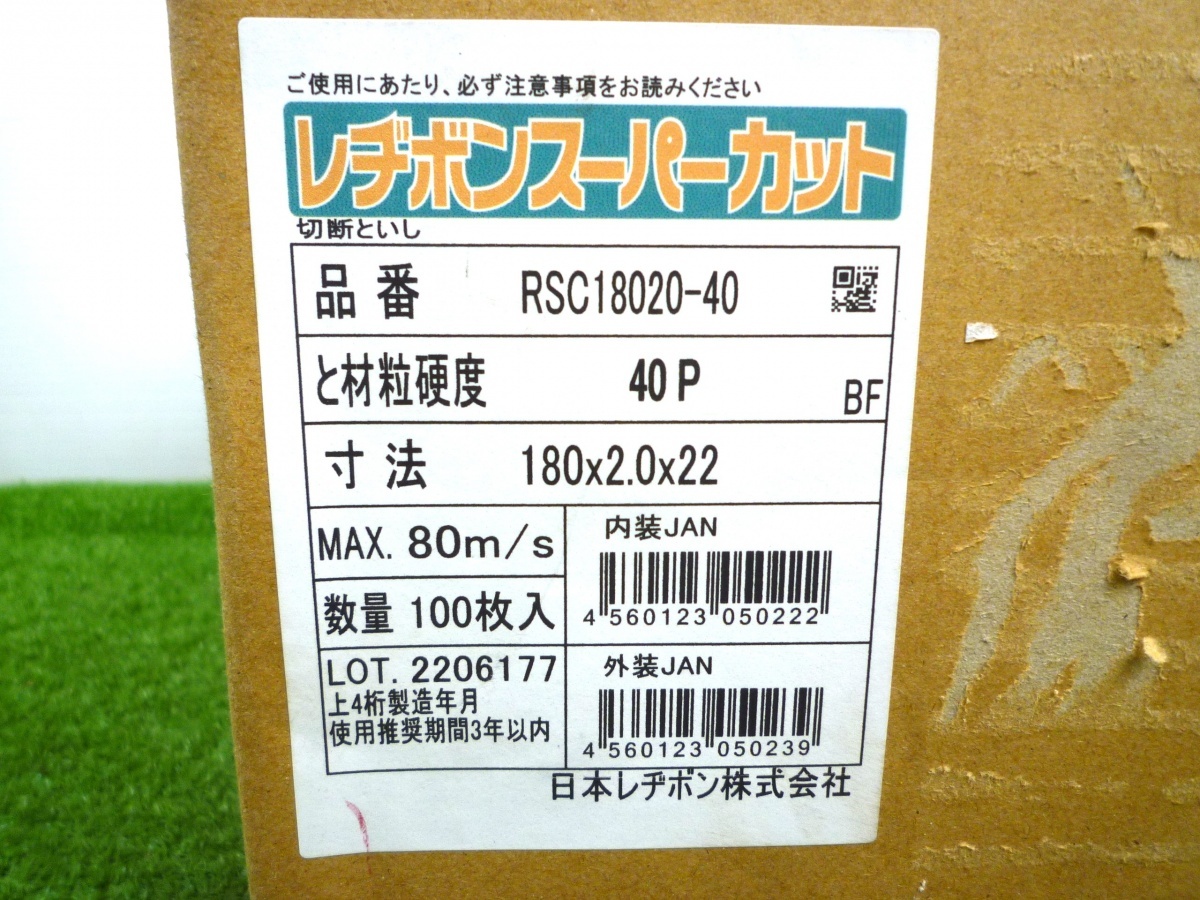 ご使用にあたり、必ず注意事項をお読みください
レヂボンスーパーカット
切断といし
品番 RSC18020-40
と材粒硬度 40P BF
寸法 180x2.0x22
MAX. 80m/s
数量 100枚入
内装JAN
4 560123 050222
LOT. 2206177
上4桁製造年月
使用推奨期間3年以内
外装JAN
4 560123 050239
日本レヂボン株式会社